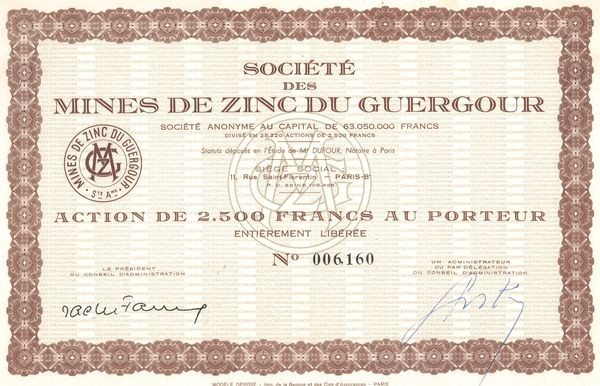 SOCIÉTÉ
DES
MINES DE ZINC DU GUERGOUR
SOCIÉTÉ ANONYME AU CAPITAL DE 63.050.000 FRANCS
DIVISÉ EN 25.220 ACTIONS DE 2.500 FRANCS
Statuts déposés en l'Étude de Me DUFOUR, Notaire à Paris
SIÈGE SOCIAL :
11, Rue Saint-Florentin PARIS-8e
R. C. SEINE 105.435
MINES DE ZINC DU GUERGOUR
Sté Ame
ACTION DE 2.500 FRANCS AU PORTEUR
ENTIÈREMENT LIBÉRÉE
No 006.160
LE PRÉSIDENT
DU CONSEIL D'ADMINISTRATION
UN ADMINISTRATEUR
OU PAR DÉLÉGATION
DU CONSEIL D'ADMINISTRATION
MODÈLE DÉPOSÉ - Imp. de la Banque et des Cies d'Assurances - PARIS